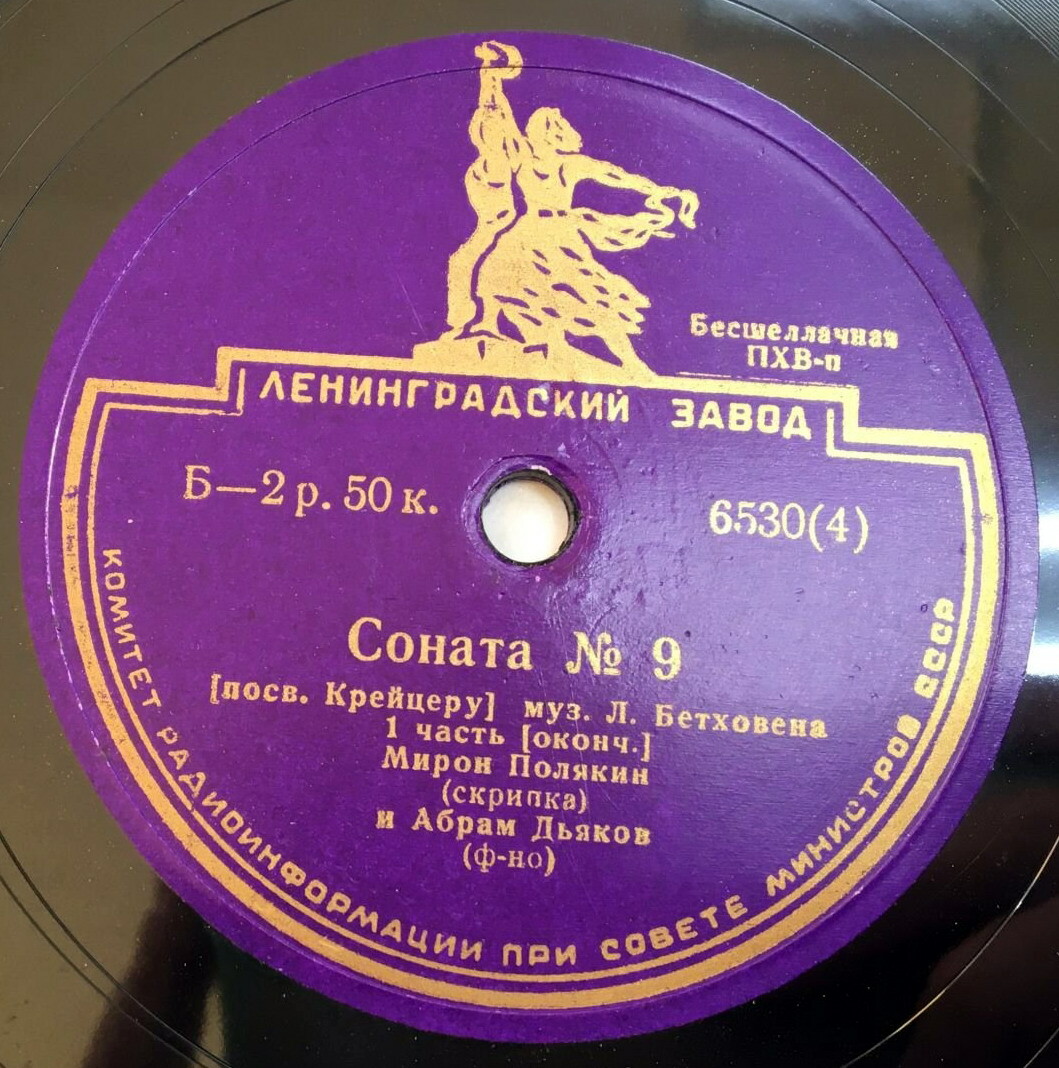 Бесшеллачная
ПХВ-п
ЛЕНИНГРАДСКИЙ ЗАВОД
Б—2 р. 50 к.
6530(4)
Соната № 9
[посв. Крейцеру] муз. Л. Бетховена
1 часть [оконч.]
Мирон Полякин
(скрипка)
и Абрам Дьяков
(ф-но)
КОМИТЕТ РАДИОИНФОРМАЦИИ ПРИ СОВЕТЕ МИНИСТРОВ СССР